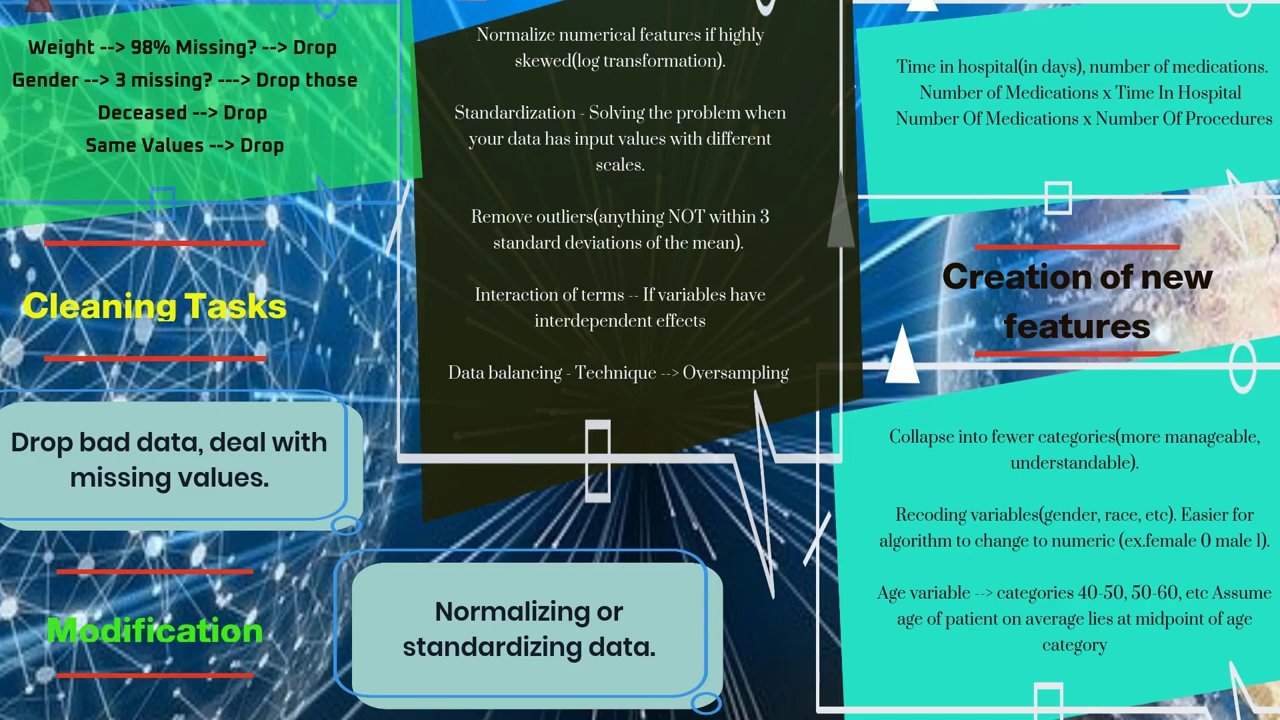 Weight --> 98% Missing? --> Drop
Gender --> 3 missing? ---> Drop those
Deceased --> Drop
Same Values --> Drop
Cleaning Tasks
Drop bad data, deal with
missing values.
Modification
Normalize numerical features if highly
skewed(log transformation).
Standardization - Solving the problem when
your data has input values with different
scales.
Remove outliers(anything NOT within 3
standard deviations of the mean).
Interaction of terms -- If variables have
interdependent effects
Data balancing - Technique --> Oversampling
Normalizing or
standardizing data.
Time in hospital(in days), number of medications.
Number of Medications x Time In Hospital
Number Of Medications x Number Of Procedures
Creation of new
features
Collapse into fewer categories(more manageable,
understandable).
Recoding variables(gender, race, etc). Easier for
algorithm to change to numeric (ex.female 0 male 1).
Age variable --> categories 40-50, 50-60, etc Assume
age of patient on average lies at midpoint of age
category